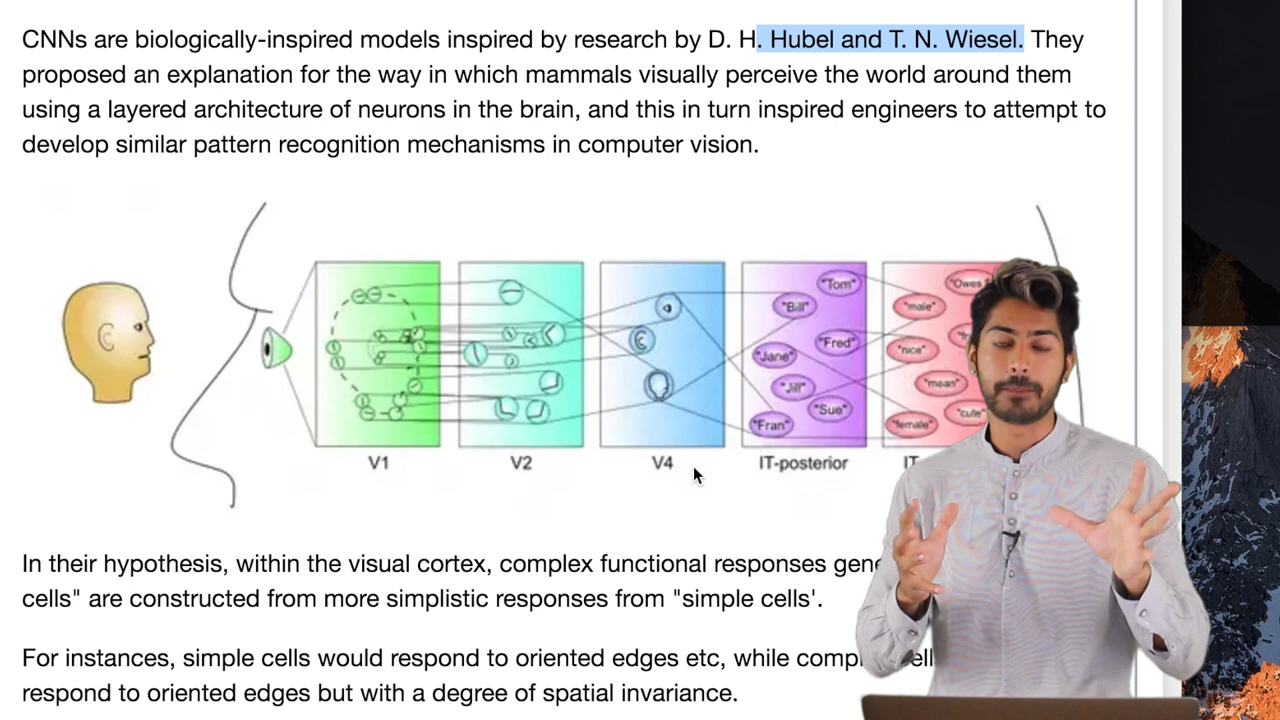 CNNs are biologically-inspired models inspired by research by D. H. Hubel and T. N. Wiesel. They
proposed an explanation for the way in which mammals visually perceive the world around them
using a layered architecture of neurons in the brain, and this in turn inspired engineers to attempt to
develop similar pattern recognition mechanisms in computer vision.
"Tom"
"Owes
"Bill"
"male"
"Fred"
"nice"
"Jane"
"Jill"
"mean"
"Sue"
"cute"
"Fran"
"female"
V1 V2 V4 IT-posterior IT
In their hypothesis, within the visual cortex, complex functional responses
cells" are constructed from more simplistic responses from "simple cells'.
For instances, simple cells would respond to oriented edges etc, while
respond to oriented edges but with a degree of spatial invariance.